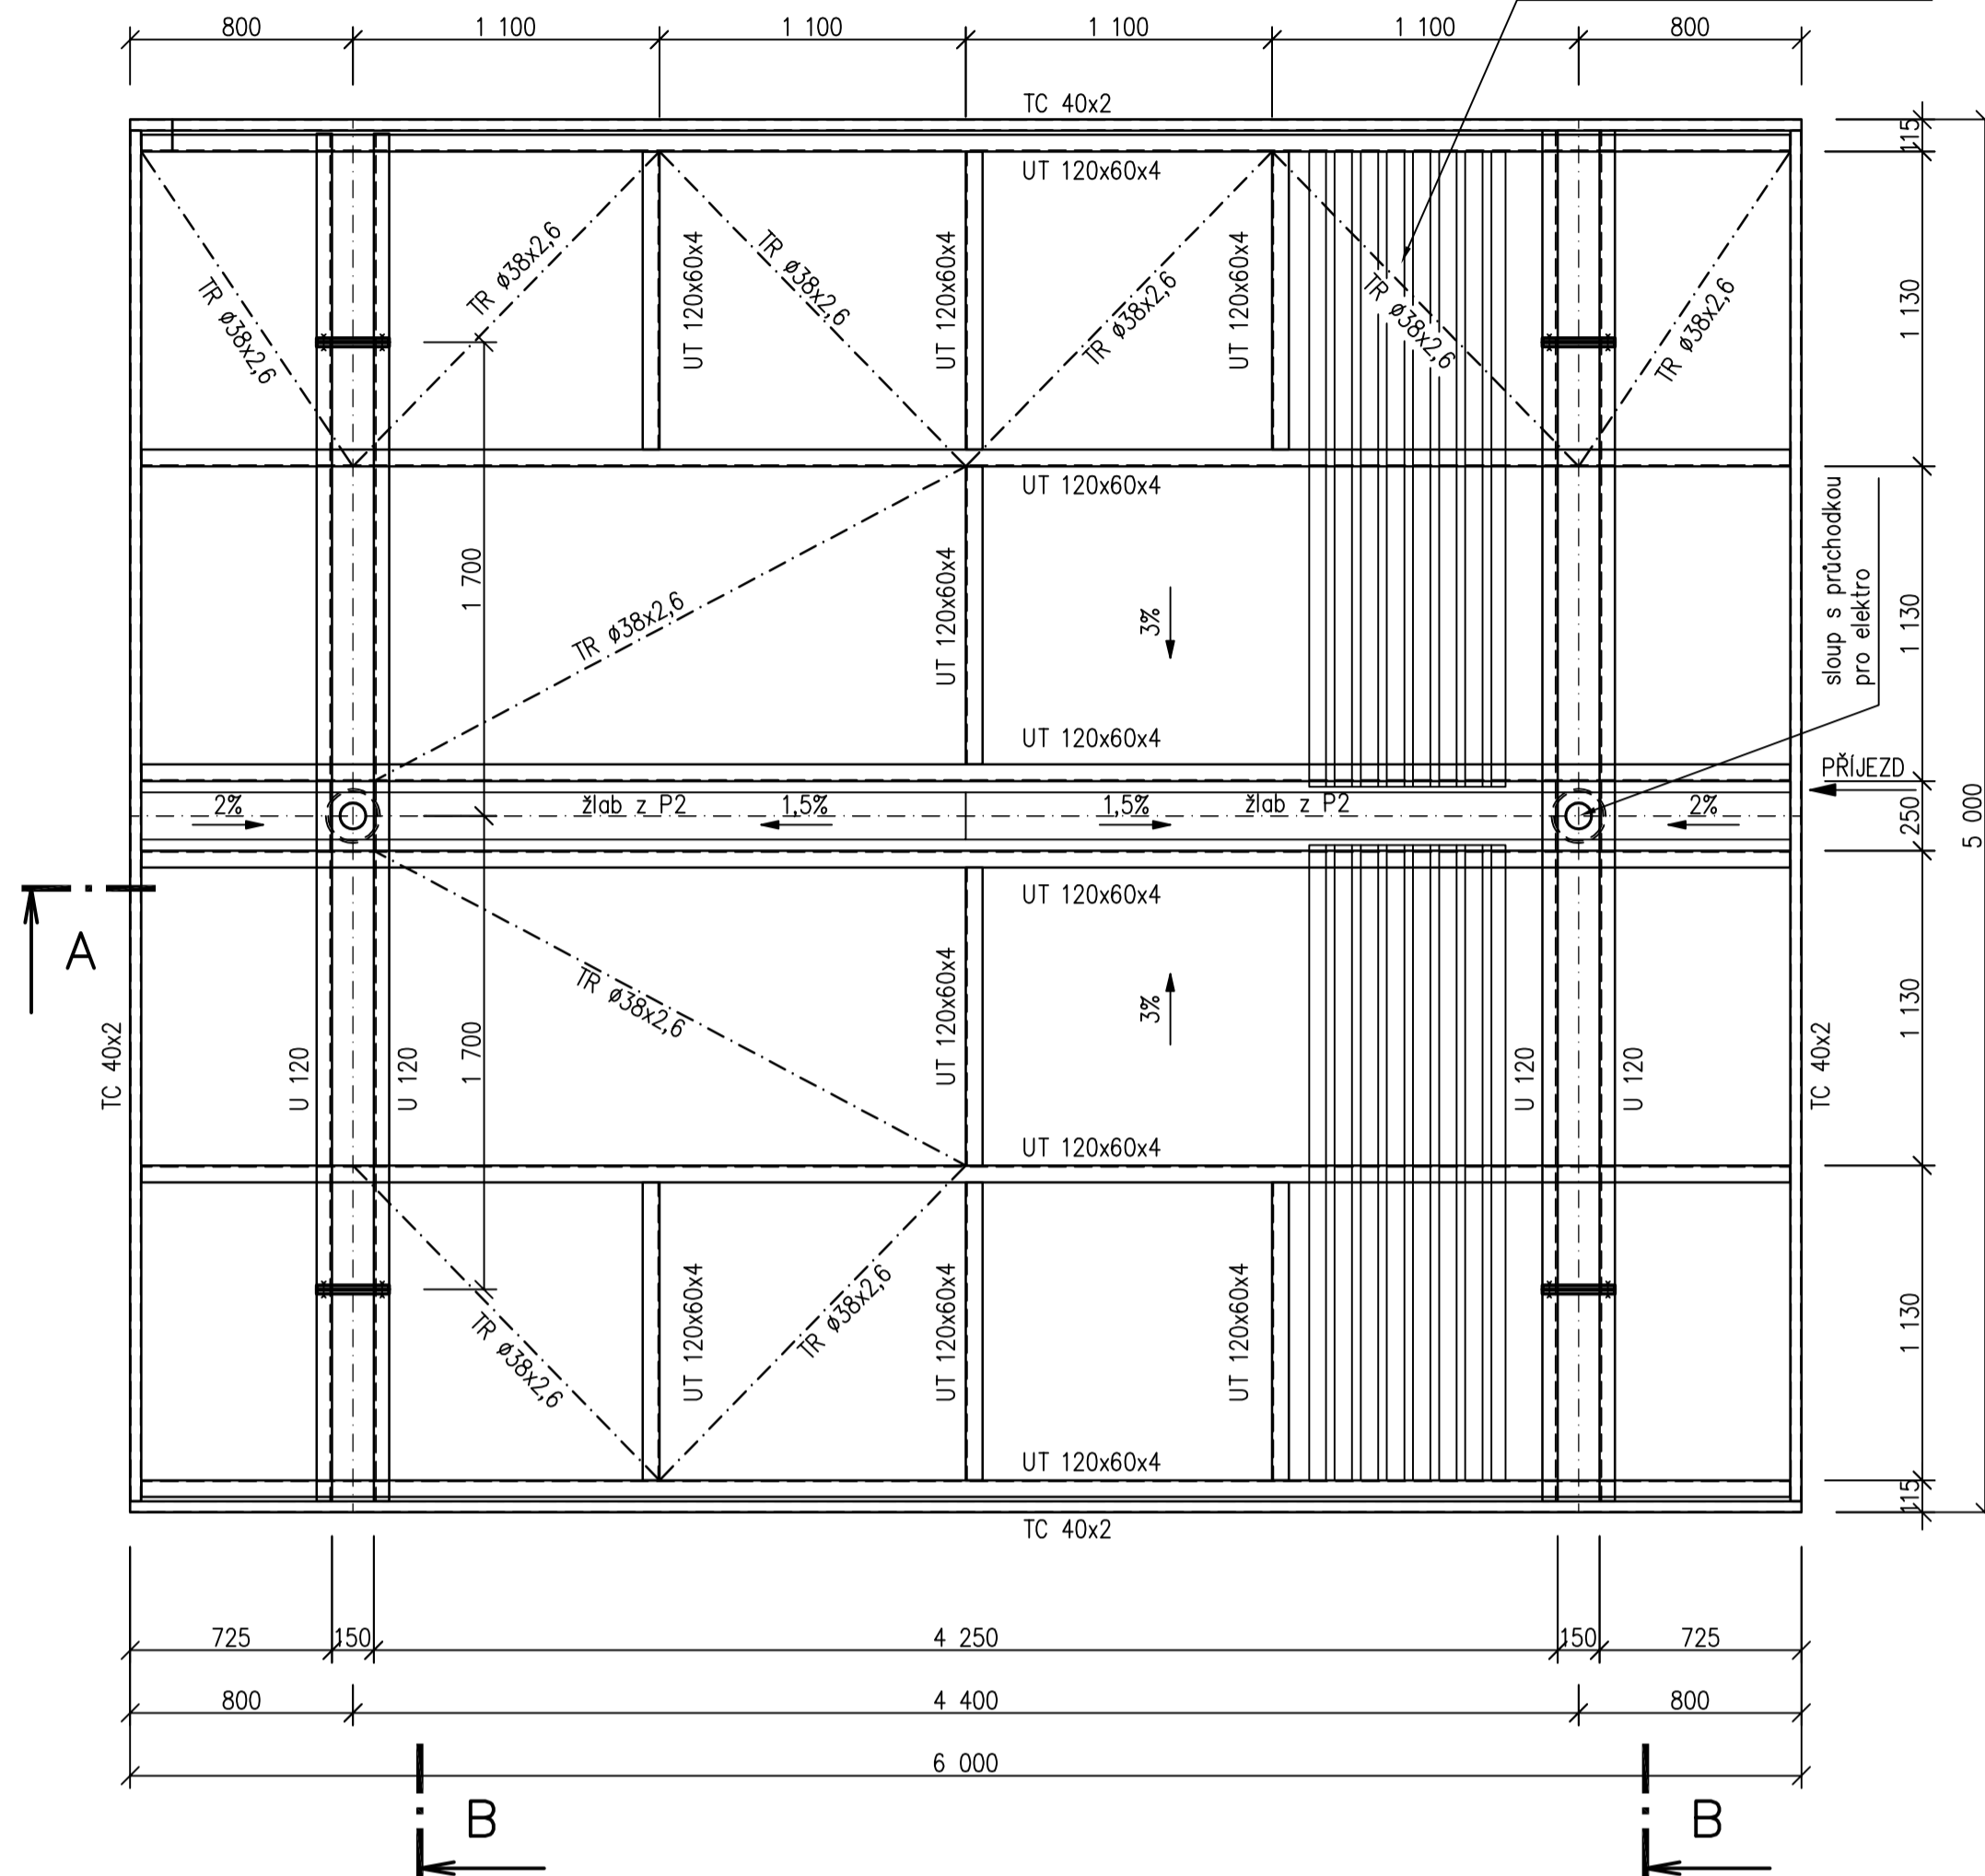 800 1 100 1 100 1 100 1 100 800
TC 40x2
115
UT 120x60x4
TR ø38x2,6
TR ø38x2,6
UT 120x60x4
TR ø38x2,6
UT 120x60x4
TR ø38x2,6
UT 120x60x4
TR ø38x2,6
TR ø38x2,6
1 130
UT 120x60x4
sloup s průchodkou
pro elektro
1 700
TR ø38x2,6
UT 120x60x4
3%
1 130
UT 120x60x4
PŘÍJEZD
2% žlab z P2 1,5% 1,5% žlab z P2 2%
250
5 000
A
UT 120x60x4
TR ø38x2,6
UT 120x60x4
3%
1 130
TC 40x2
U 120
U 120
1 700
U 120
U 120
TC 40x2
UT 120x60x4
TR ø38x2,6
UT 120x60x4
TR ø38x2,6
UT 120x60x4
UT 120x60x4
1 130
UT 120x60x4
115
TC 40x2
725 150 4 250 150 725
800 4 400 800
6 000
B B